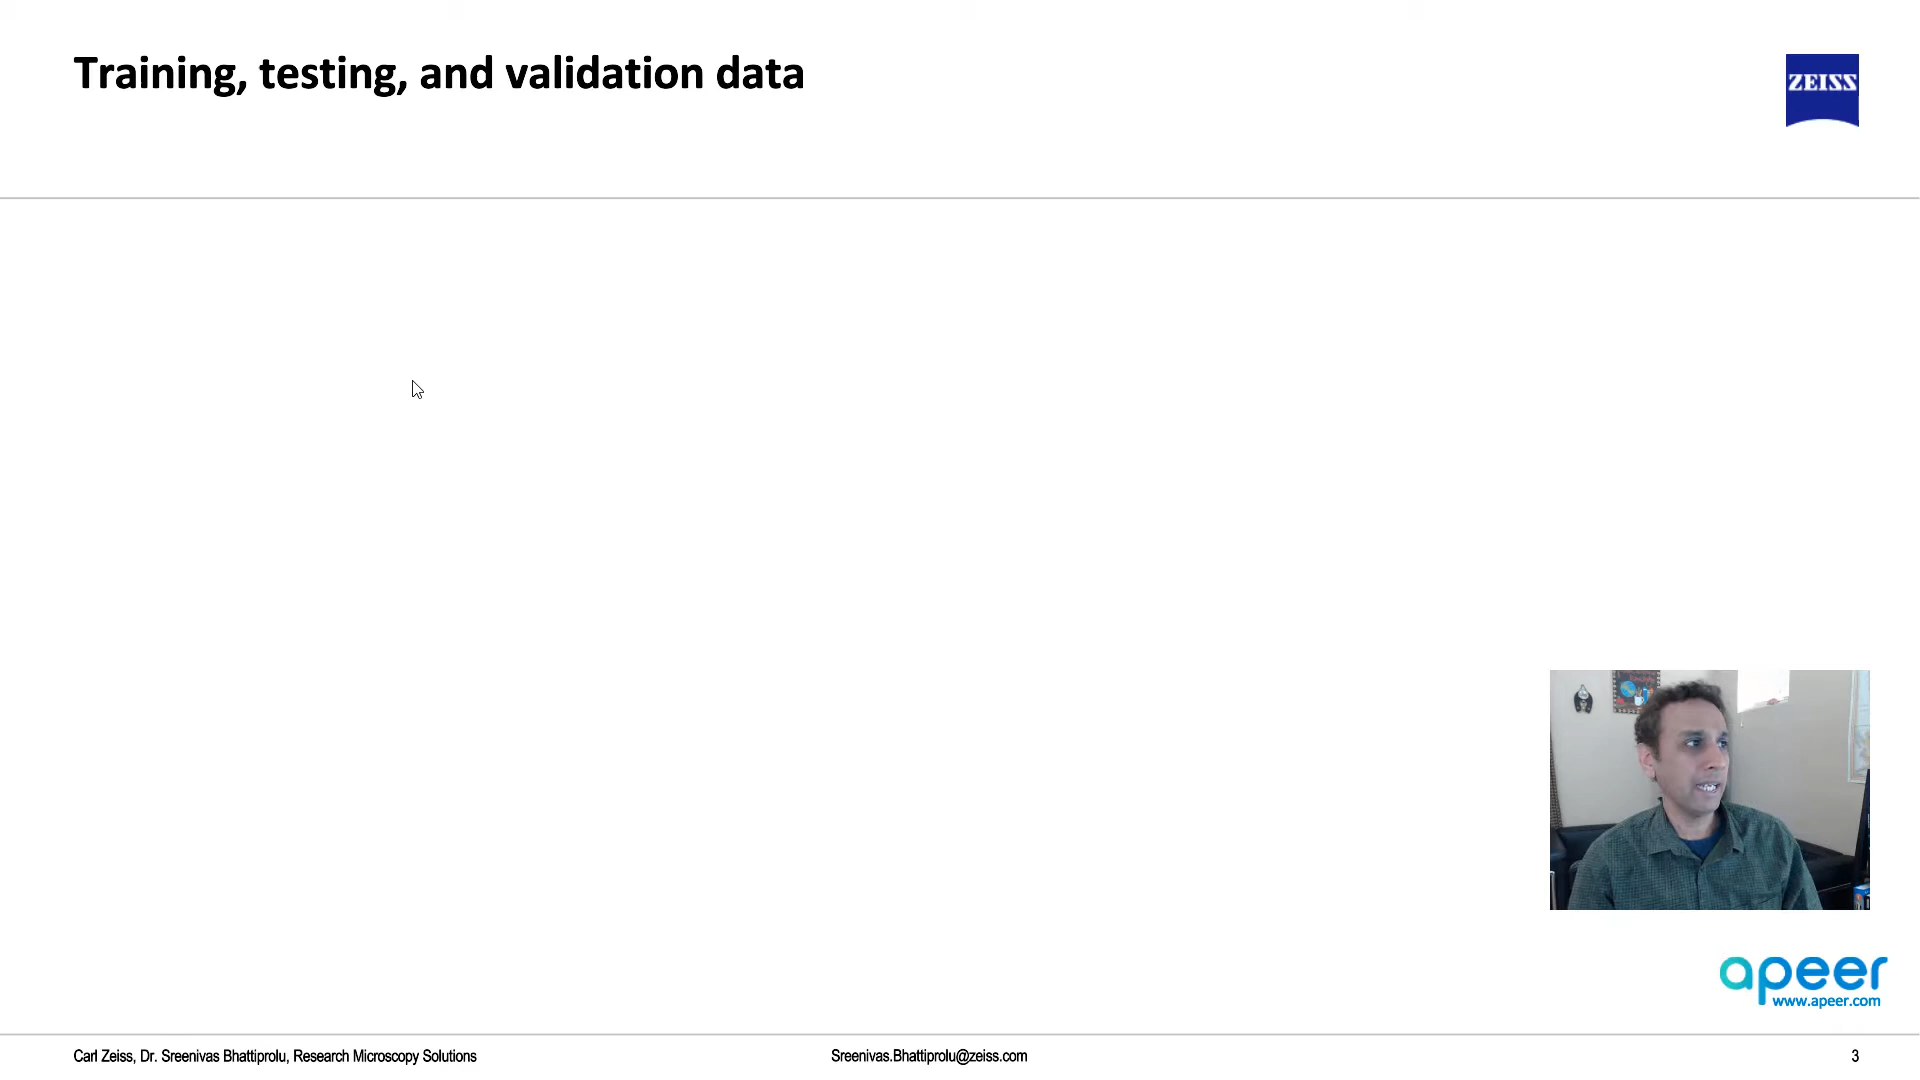 Training, testing, and validation data
ZEISS
apeer
www.apeer.com
Carl Zeiss, Dr. Sreenivas Bhattiprolu, Research Microscopy Solutions
Sreenivas.Bhattiprolu@zeiss.com
3